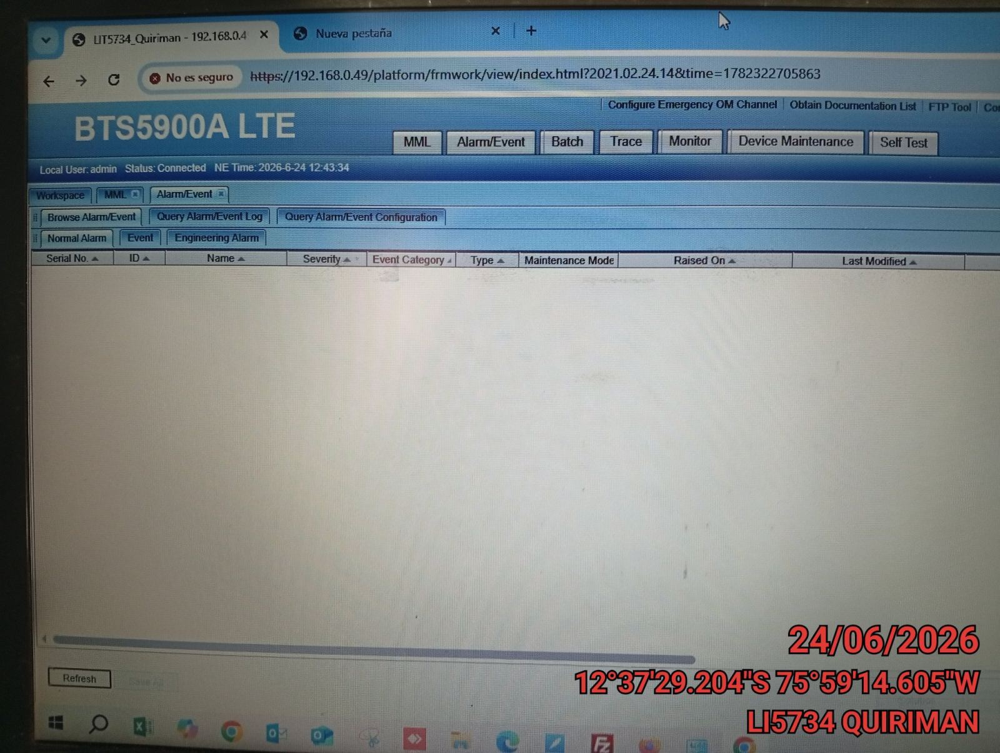 LIT5734_Quiriman - 192.168.0.4
Nueva pestaña
No es seguro
https://192.168.0.49/platform/frmwork/view/index.html?2021.02.24.14&time=1782322705863
Configure Emergency OM Channel | Obtain Documentation List | FTP Tool |
BTS5900A LTE
MML Alarm/Event Batch Trace Monitor Device Maintenance Self Test
Local User: admin Status: Connected NE Time: 2026-6-24 12:43:34
Workspace MML Alarm/Event
Browse Alarm/Event Query Alarm/Event Log Query Alarm/Event Configuration
Normal Alarm Event Engineering Alarm
Serial No. ID Name Severity Event Category Type Maintenance Mode Raised On Last Modified
Refresh Save All
24/06/2026
12°37'29.204"S 75°59'14.605"W
LI5734 QUIRIMAN